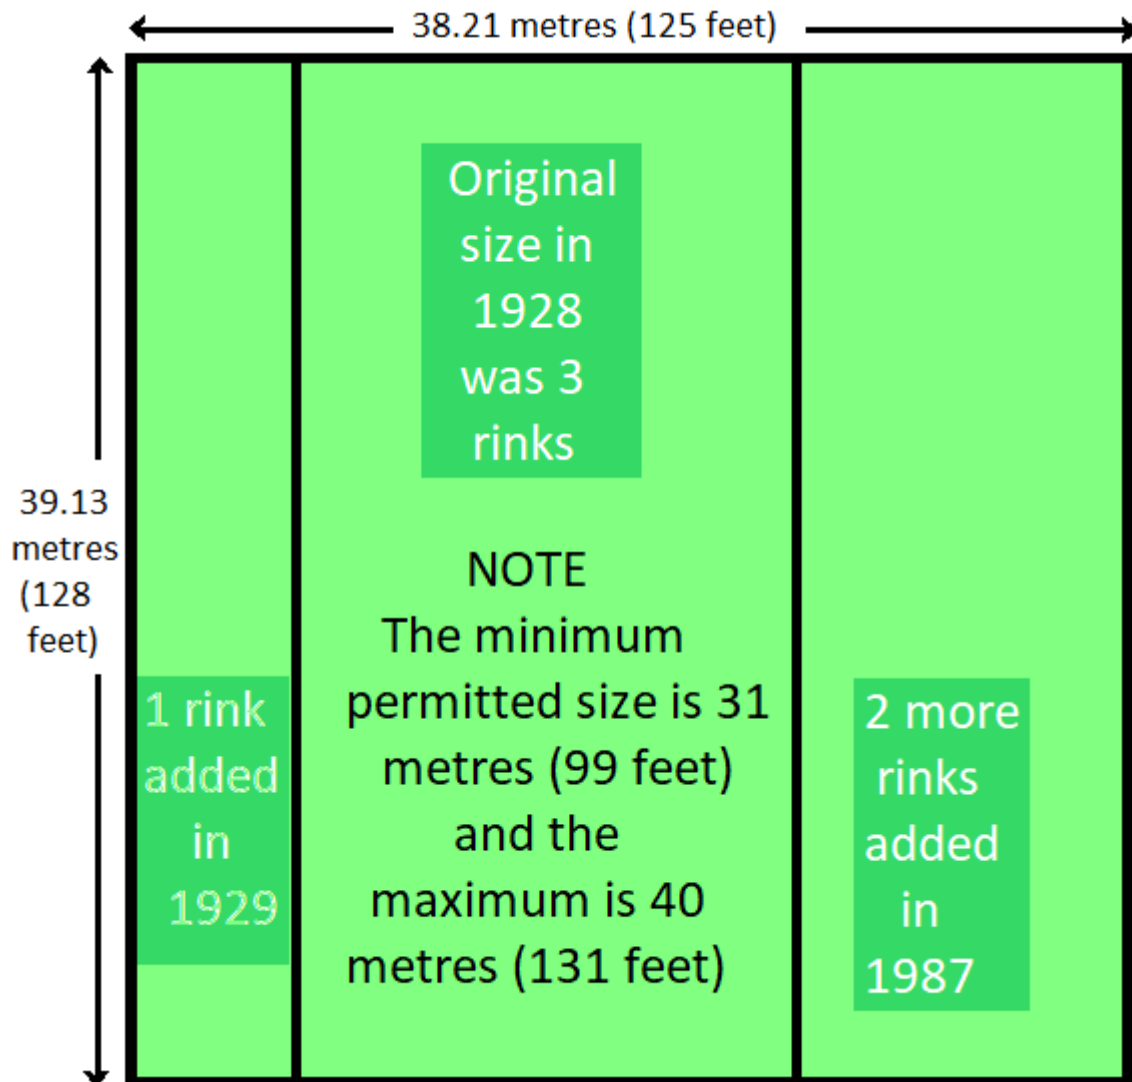 38.21 metres (125 feet)
Original
size in
1928
was 3
rinks
39.13
metres
(128
feet)
NOTE
The minimum
permitted size is 31
metres (99 feet)
and the
maximum is 40
metres (131 feet)
1 rink
added
in
1929
2 more
rinks
added
in
1987